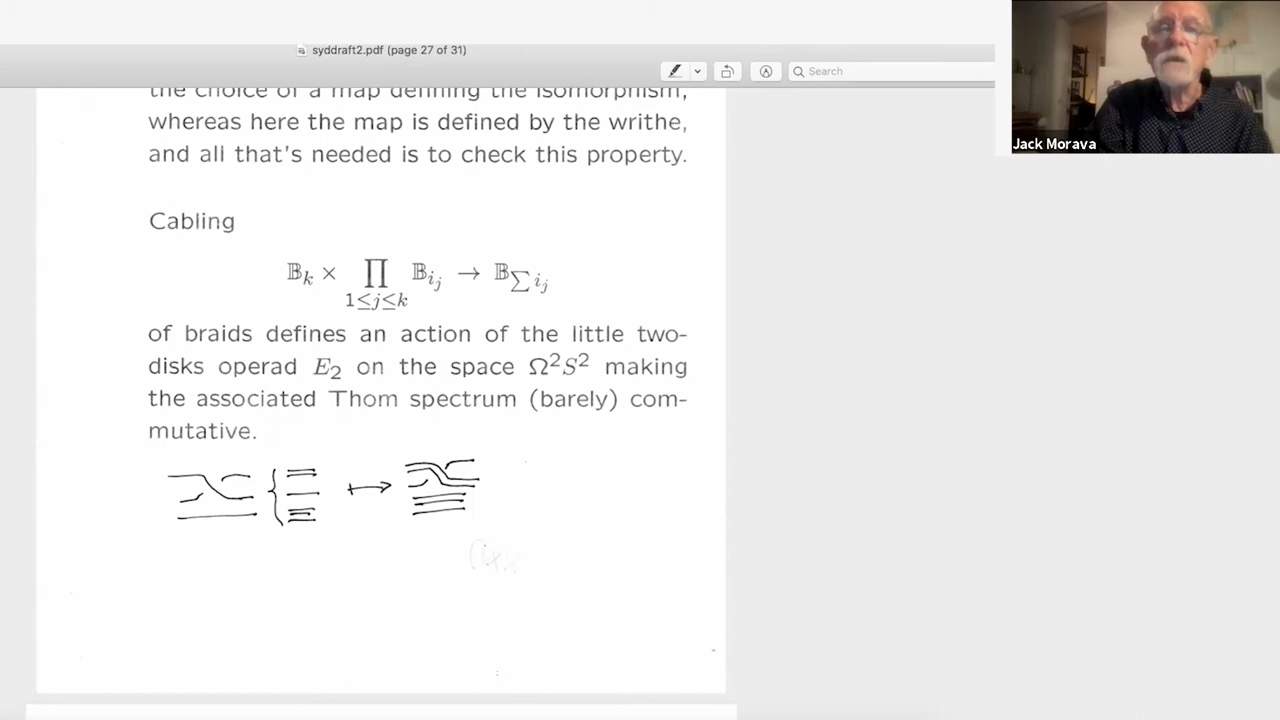 syddraft2.pdf (page 27 of 31)
Search
Jack Morava
the choice of a map defining the isomorphism,
whereas here the map is defined by the writhe,
and all that's needed is to check this property.
Cabling
𝔹_k × ∏_{1≤j≤k} 𝔹_{i_j} → 𝔹_{∑ i_j}
of braids defines an action of the little two-
disks operad E₂ on the space Ω²S² making
the associated Thom spectrum (barely) com-
mutative.